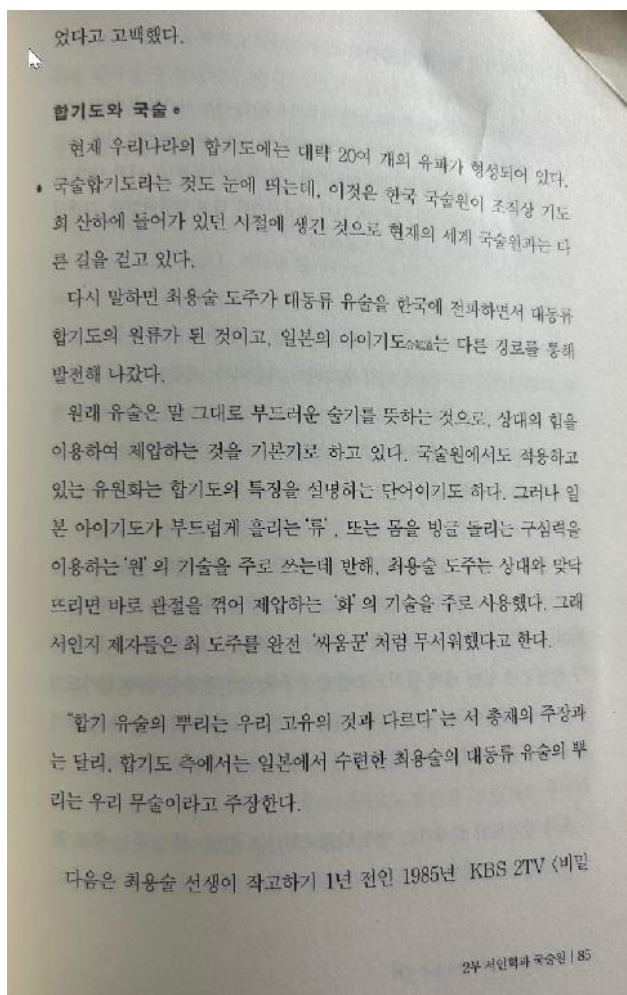 었다고 고백했다.
합기도와 국술
현재 우리나라의 합기도에는 대략 20여 개의 유파가 형성되어 있다.
국술합기도라는 것도 눈에 띄는데, 이것은 한국 국술원이 조직상 기도
회 산하에 들어가 있던 시절에 생긴 것으로 현재의 세계 국술원과는 다
른 길을 걷고 있다.
다시 말하면 최용술 도주가 대동류 유술을 한국에 전파하면서 대동류
합기도의 원류가 된 것이고, 일본의 아이기도合氣道는 다른 경로를 통해
발전해 나갔다.
원래 유술은 말 그대로 부드러운 술기를 뜻하는 것으로, 상대의 힘을
이용하여 제압하는 것을 기본기로 하고 있다. 국술원에서도 적용하고
있는 유원화는 합기도의 특징을 설명하는 단어이기도 하다. 그러나 일
본 아이기도가 부드럽게 흘리는 '류', 또는 몸을 빙글 돌리는 구심력을
이용하는 '원'의 기술을 주로 쓰는데 반해, 최용술 도주는 상대와 맞닥
뜨리면 바로 관절을 꺾어 제압하는 '화'의 기술을 주로 사용했다. 그래
서인지 제자들은 최 도주를 완전 '싸움꾼'처럼 무서워했다고 한다.
"합기 유술의 뿌리는 우리 고유의 것과 다르다"는 서 총재의 주장과
는 달리, 합기도 측에서는 일본에서 수련한 최용술의 대동류 유술의 뿌
리는 우리 무술이라고 주장한다.
다음은 최용술 선생이 작고하기 1년 전인 1985년 KBS 2TV 〈비밀
2부 서인혁과 국술원 | 85